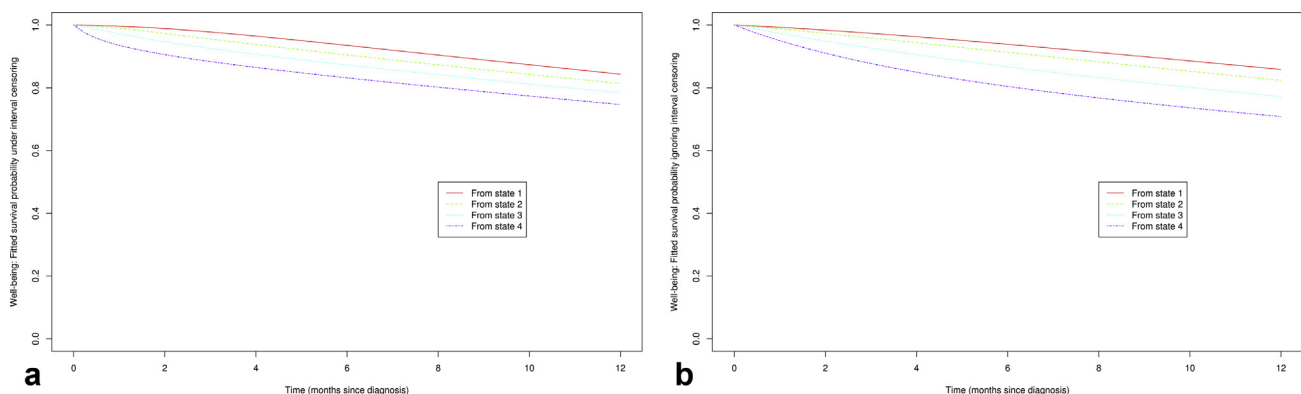 Well-being: Fitted survival probability under interval censoring
1.0
0.8
0.6
0.4
0.2
0.0
From state 1
From state 2
From state 3
From state 4
0 2 4 6 8 10 12
Time (months since diagnosis)
a
Well-being: Fitted survival probability ignoring interval censoring
1.0
0.8
0.6
0.4
0.2
0.0
From state 1
From state 2
From state 3
From state 4
0 2 4 6 8 10 12
Time (months since diagnosis)
b